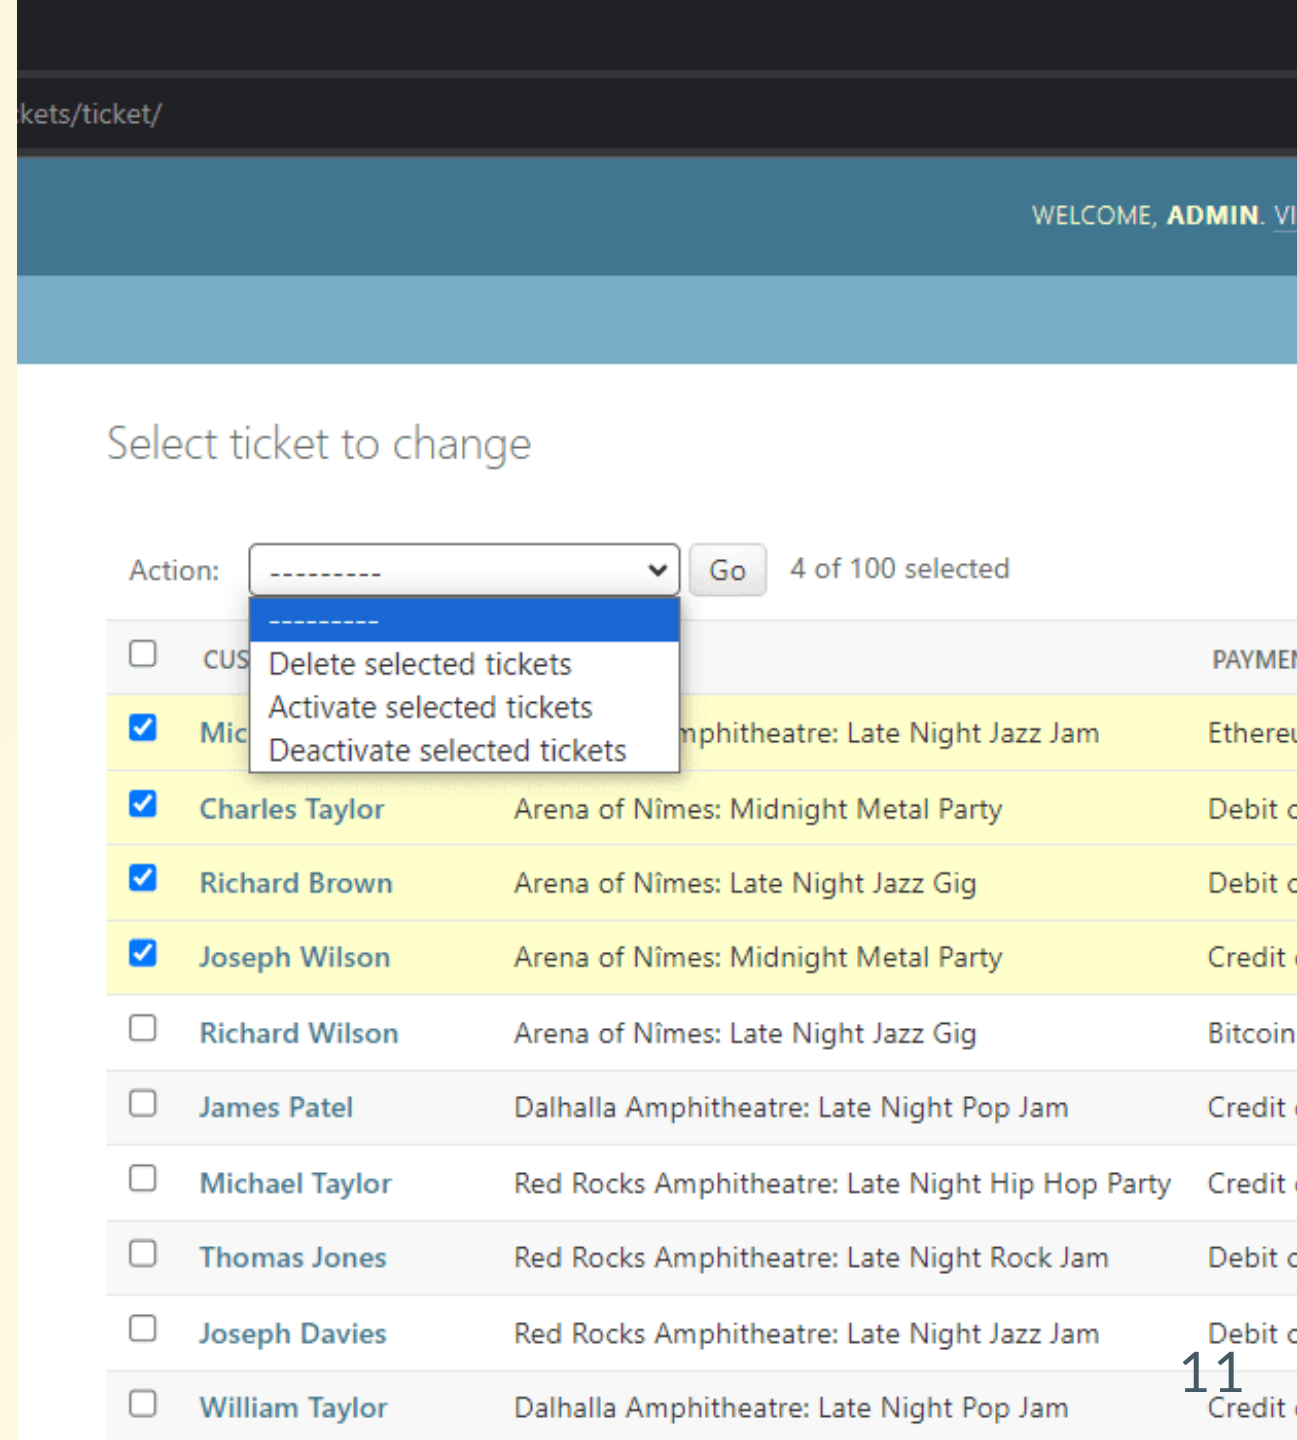 kets/ticket/
WELCOME, ADMIN.
Select ticket to change
Action: --------- Go 4 of 100 selected
---------
Delete selected tickets
Activate selected tickets
Deactivate selected tickets
Late Night Jazz Jam
Charles Taylor Arena of Nîmes: Midnight Metal Party Debit
Richard Brown Arena of Nîmes: Late Night Jazz Gig Debit
Joseph Wilson Arena of Nîmes: Midnight Metal Party Credit
Richard Wilson Arena of Nîmes: Late Night Jazz Gig Bitcoin
James Patel Dalhalla Amphitheatre: Late Night Pop Jam Credit
Michael Taylor Red Rocks Amphitheatre: Late Night Hip Hop Party Credit
Thomas Jones Red Rocks Amphitheatre: Late Night Rock Jam Debit
Joseph Davies Red Rocks Amphitheatre: Late Night Jazz Jam Debit
11
William Taylor Dalhalla Amphitheatre: Late Night Pop Jam Credit